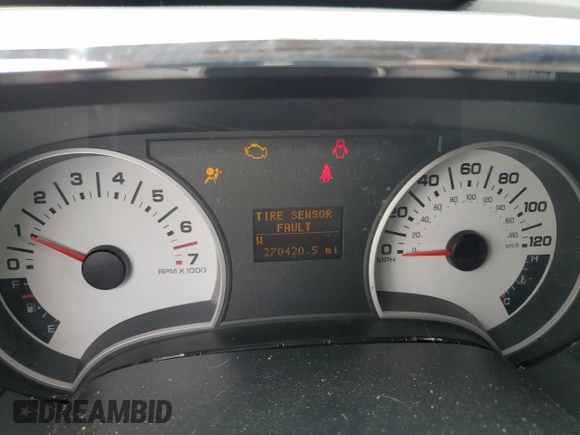 TIRE SENSOR
FAULT
W
270420.5 mi
0 1 2 3 4 5 6 7
RPM X 1000
F
E
0 20 40 60 80 100 120
MPH
km/h
H
C
DREAMBID